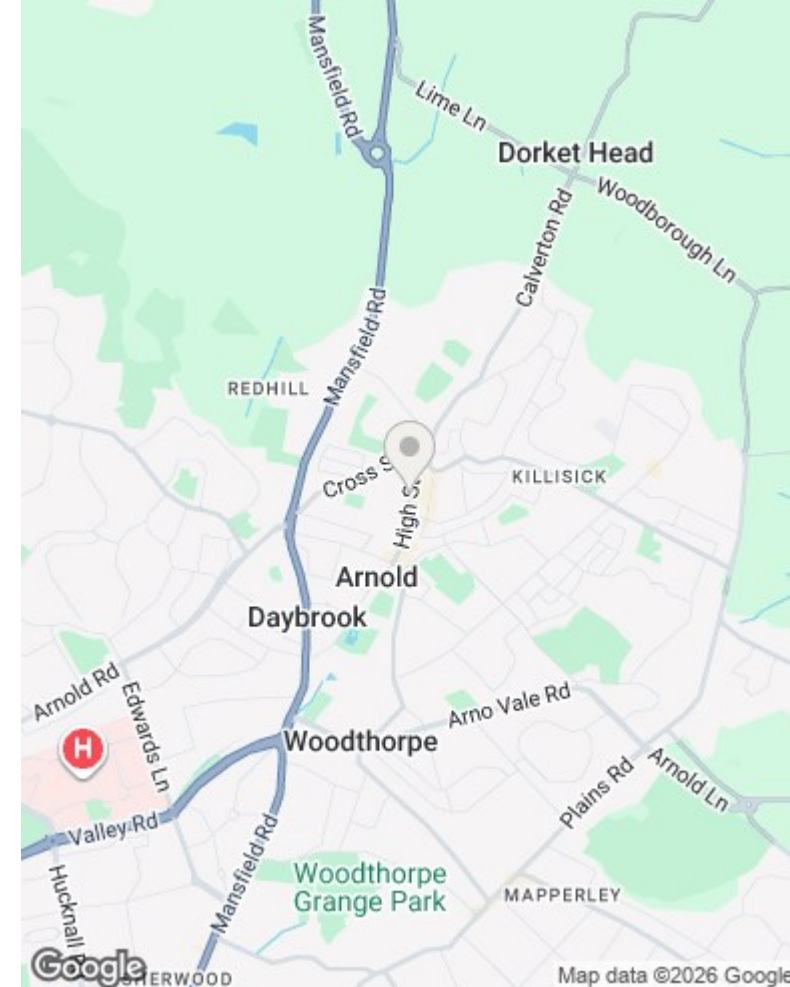 Mansfield Rd
Lime Ln
Dorket Head
Woodborough Ln
Calverton Rd
Mansfield Rd
REDHILL
Cross S
KILLISICK
High St
Arnold
Daybrook
Arnold Rd
Edwards Ln
Arno Vale Rd
Woodthorpe
H
Arnold Ln
Plains Rd
Valley Rd
Mansfield Rd
Hucknall
Woodthorpe
Grange Park
MAPPERLEY
Google
SHERWOOD
Map data ©2026 Google